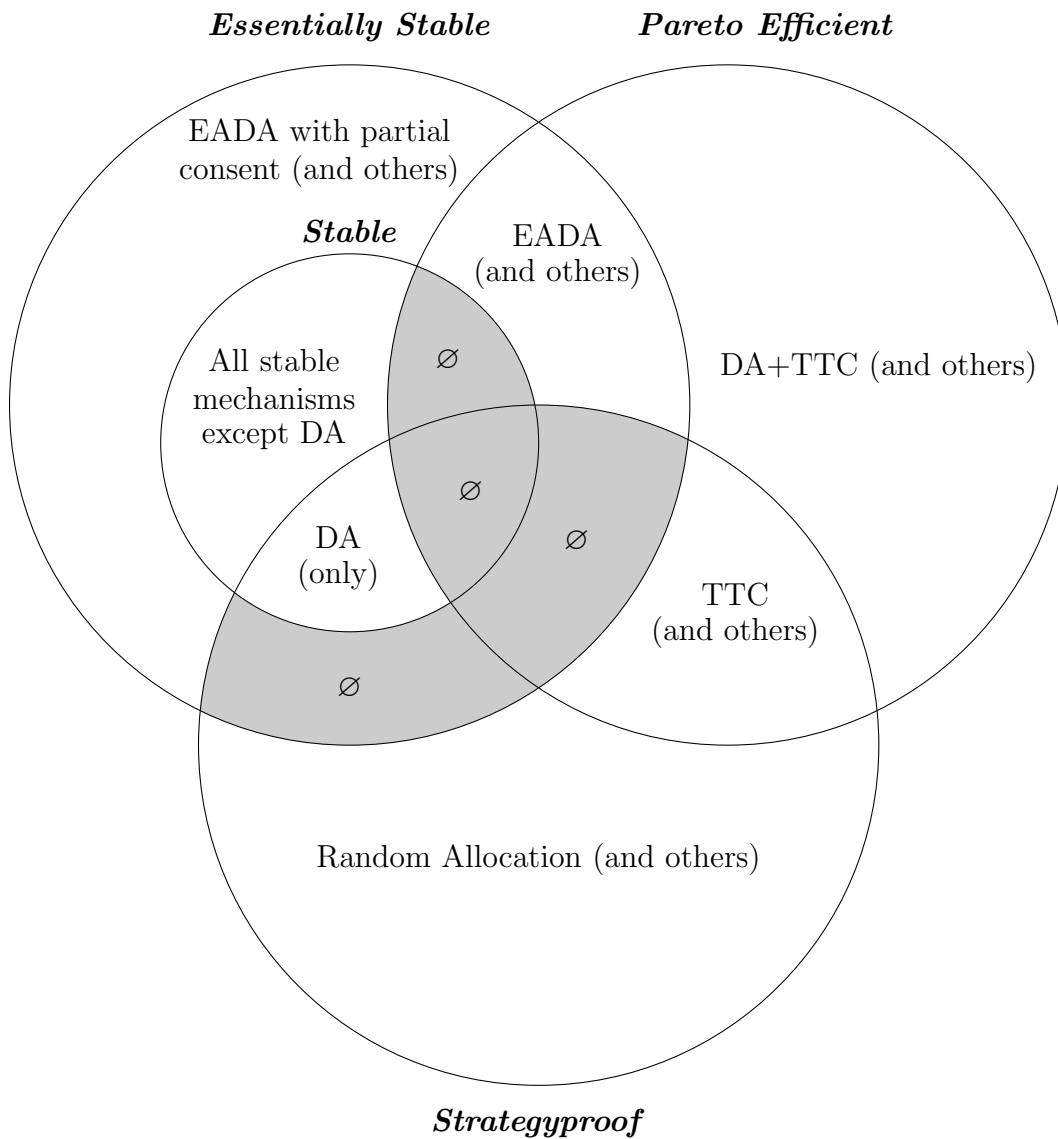 Essentially Stable
Pareto Efficient
EADA with partial
consent (and others)
Stable
EADA
(and others)
∅
All stable
mechanisms
except DA
DA+TTC (and others)
∅
∅
DA
(only)
TTC
(and others)
∅
Random Allocation (and others)
Strategyproof